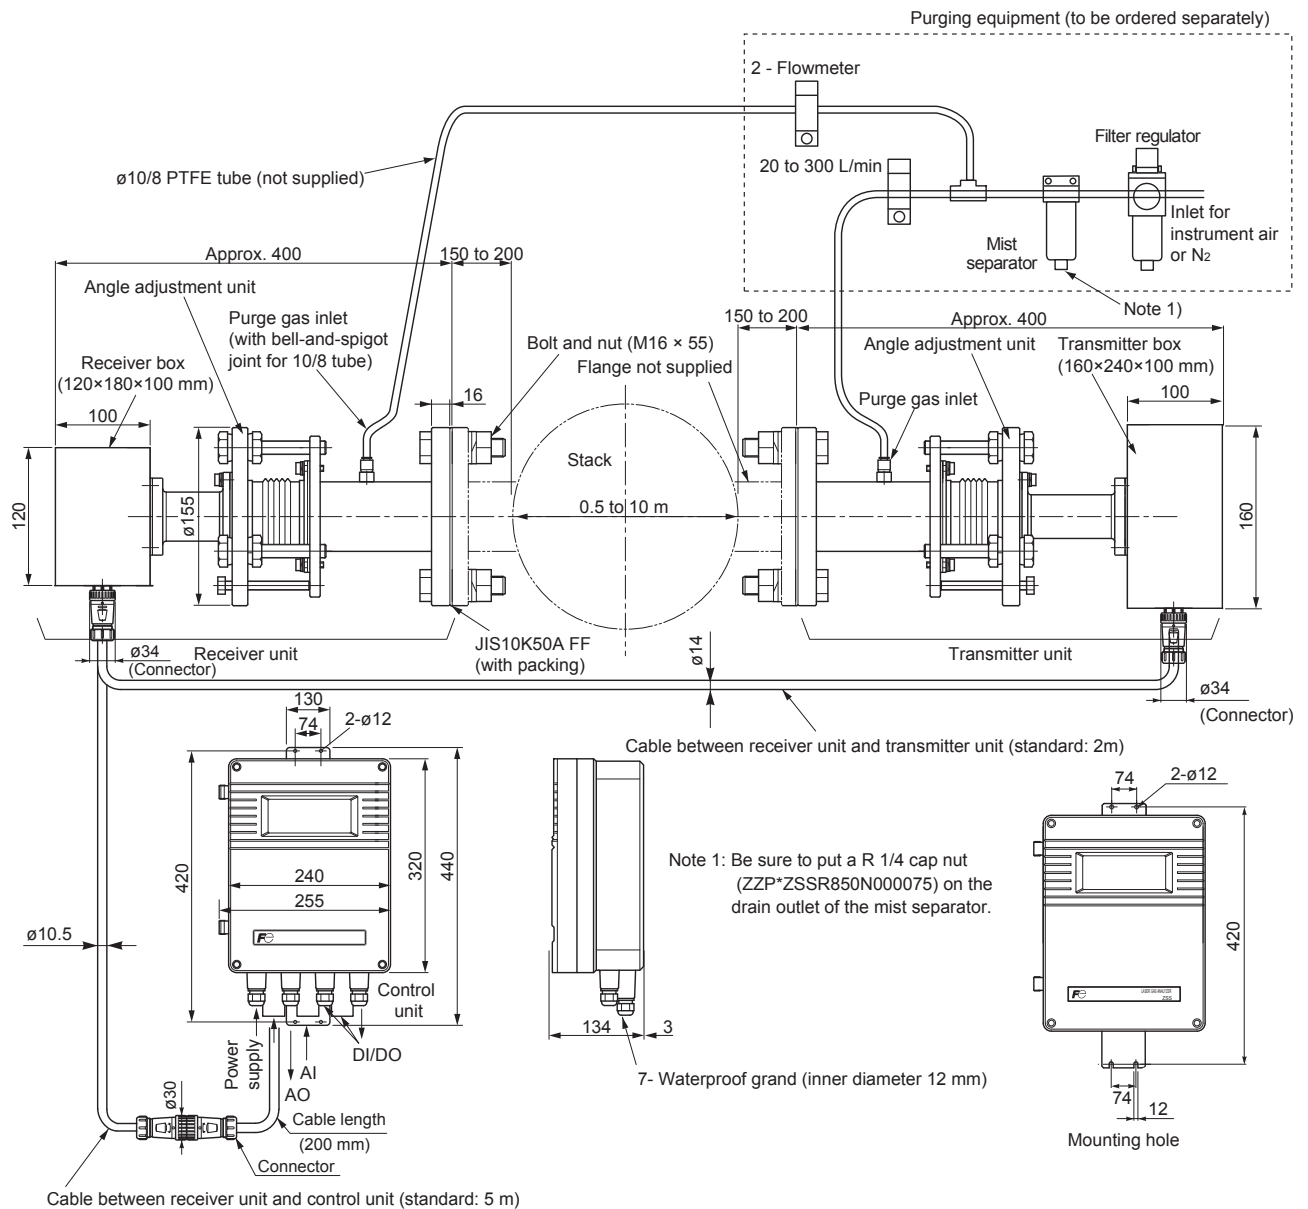 Purging equipment (to be ordered separately)
2 - Flowmeter
Filter regulator
20 to 300 L/min
ø10/8 PTFE tube (not supplied)
Inlet for
instrument air
or N2
Mist
separator
Note 1)
Approx. 400
150 to 200
Angle adjustment unit
Purge gas inlet
(with bell-and-spigot
joint for 10/8 tube)
Bolt and nut (M16 × 55)
Flange not supplied
150 to 200
Approx. 400
Angle adjustment unit
Transmitter box
(160×240×100 mm)
Receiver box
(120×180×100 mm)
100
16
Purge gas inlet
100
Stack
0.5 to 10 m
120
ø155
160
JIS10K50A FF
(with packing)
Receiver unit
ø34
(Connector)
ø14
Transmitter unit
ø34
(Connector)
Cable between receiver unit and transmitter unit (standard: 2m)
130
74
2-ø12
420
320
440
240
255
Fe
ø10.5
Control
unit
Power
supply
DI/DO
AI
AO
ø30
Cable length
(200 mm)
Connector
Cable between receiver unit and control unit (standard: 5 m)
134
3
7- Waterproof grand (inner diameter 12 mm)
Note 1: Be sure to put a R 1/4 cap nut
(ZZP*ZSSR850N000075) on the
drain outlet of the mist separator.
74
2-ø12
420
Fe
LASER GAS ANALYZER
ZSS
74
12
Mounting hole